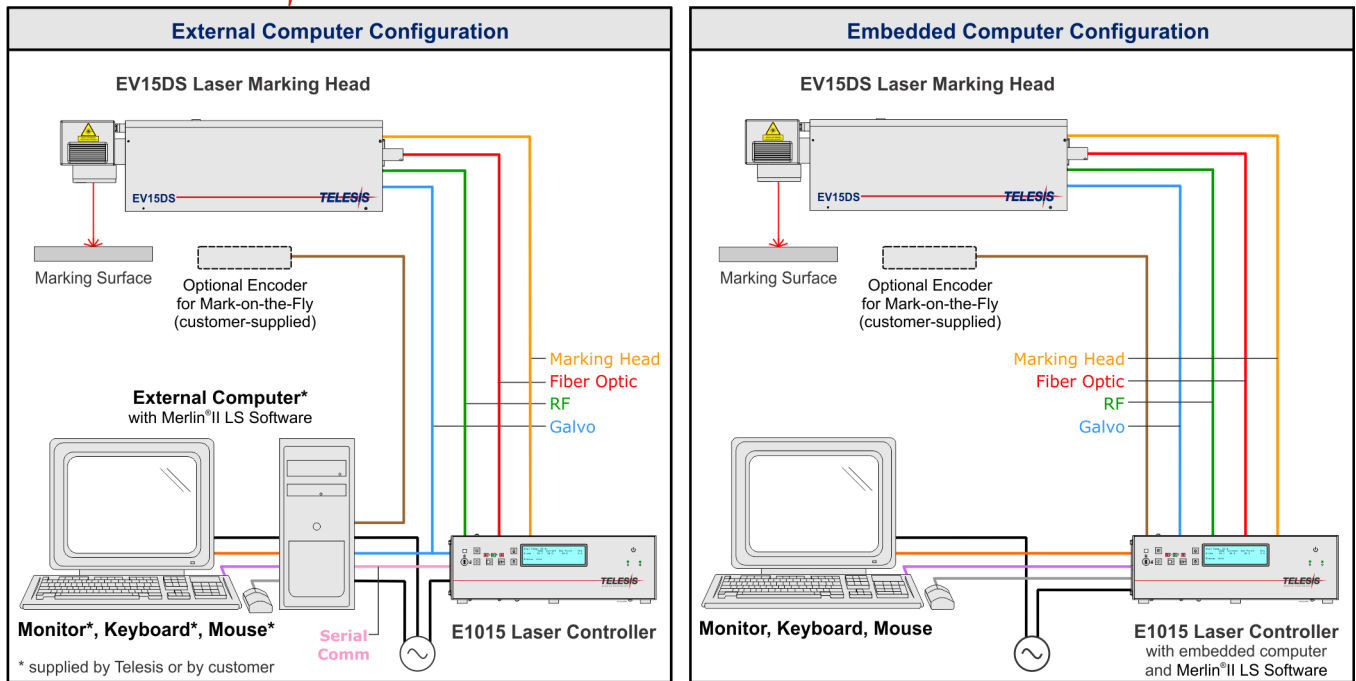 External Computer Configuration
EV15DS Laser Marking Head
EV15DS
TELESIS
Marking Surface
Optional Encoder
for Mark-on-the-Fly
(customer-supplied)
Marking Head
Fiber Optic
RF
Galvo
External Computer*
with Merlin®II LS Software
TELESIS
Monitor*, Keyboard*, Mouse*
Serial
Comm
E1015 Laser Controller
* supplied by Telesis or by customer
Embedded Computer Configuration
EV15DS Laser Marking Head
EV15DS
TELESIS
Marking Surface
Optional Encoder
for Mark-on-the-Fly
(customer-supplied)
Marking Head
Fiber Optic
RF
Galvo
TELESIS
Monitor, Keyboard, Mouse
E1015 Laser Controller
with embedded computer
and Merlin®II LS Software